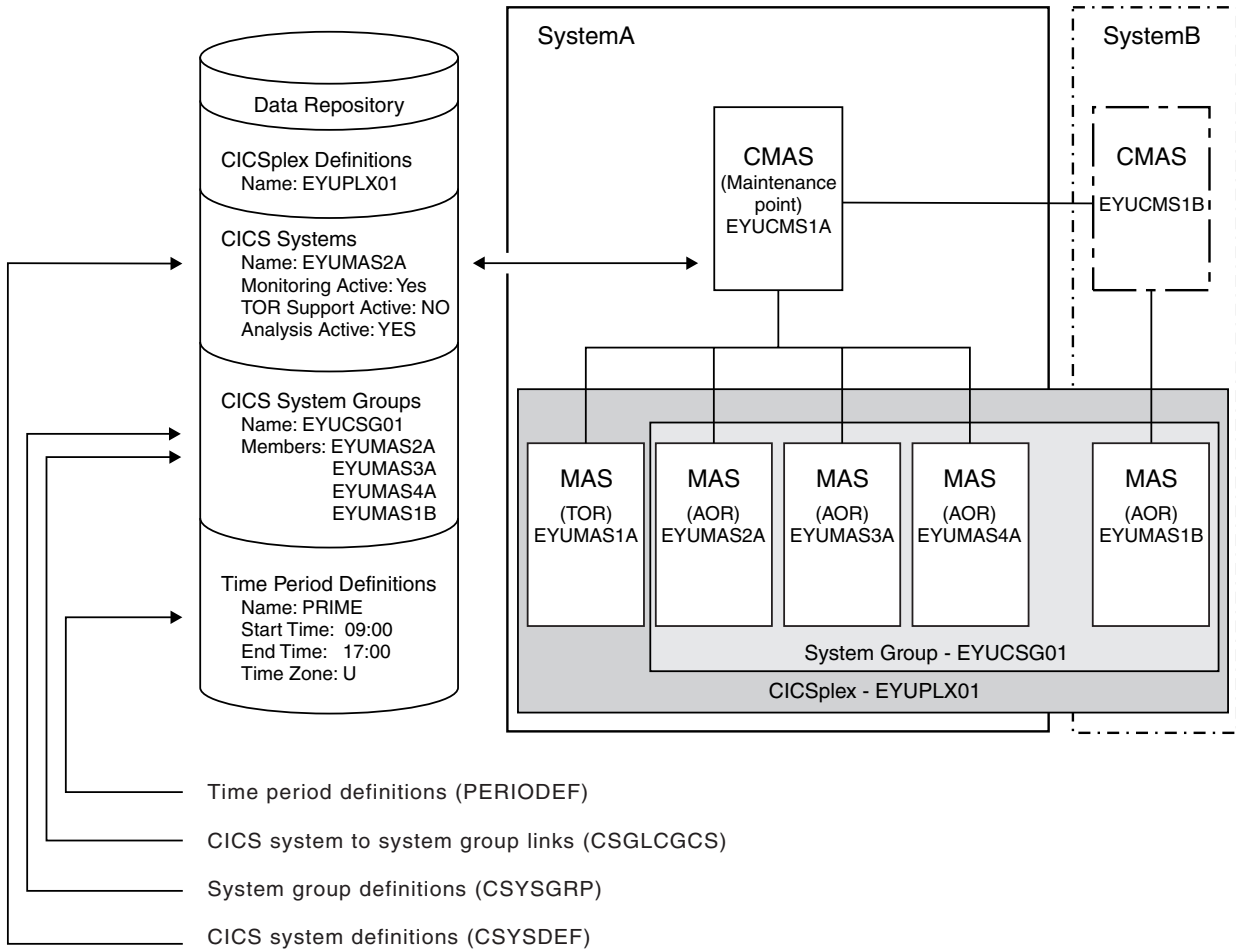 Data Repository
CICSplex Definitions
Name: EYUPLX01
CICS Systems
Name: EYUMAS2A
Monitoring Active: Yes
TOR Support Active: NO
Analysis Active: YES
CICS System Groups
Name: EYUCSG01
Members: EYUMAS2A
EYUMAS3A
EYUMAS4A
EYUMAS1B
Time Period Definitions
Name: PRIME
Start Time: 09:00
End Time: 17:00
Time Zone: U
SystemA
CMAS
(Maintenance
point)
EYUCMS1A
SystemB
CMAS
EYUCMS1B
MAS
(TOR)
EYUMAS1A
MAS
(AOR)
EYUMAS2A
MAS
(AOR)
EYUMAS3A
MAS
(AOR)
EYUMAS4A
MAS
(AOR)
EYUMAS1B
System Group - EYUCSG01
CICSplex - EYUPLX01
Time period definitions (PERIODEF)
CICS system to system group links (CSGLCGCS)
System group definitions (CSYSGRP)
CICS system definitions (CSYSDEF)